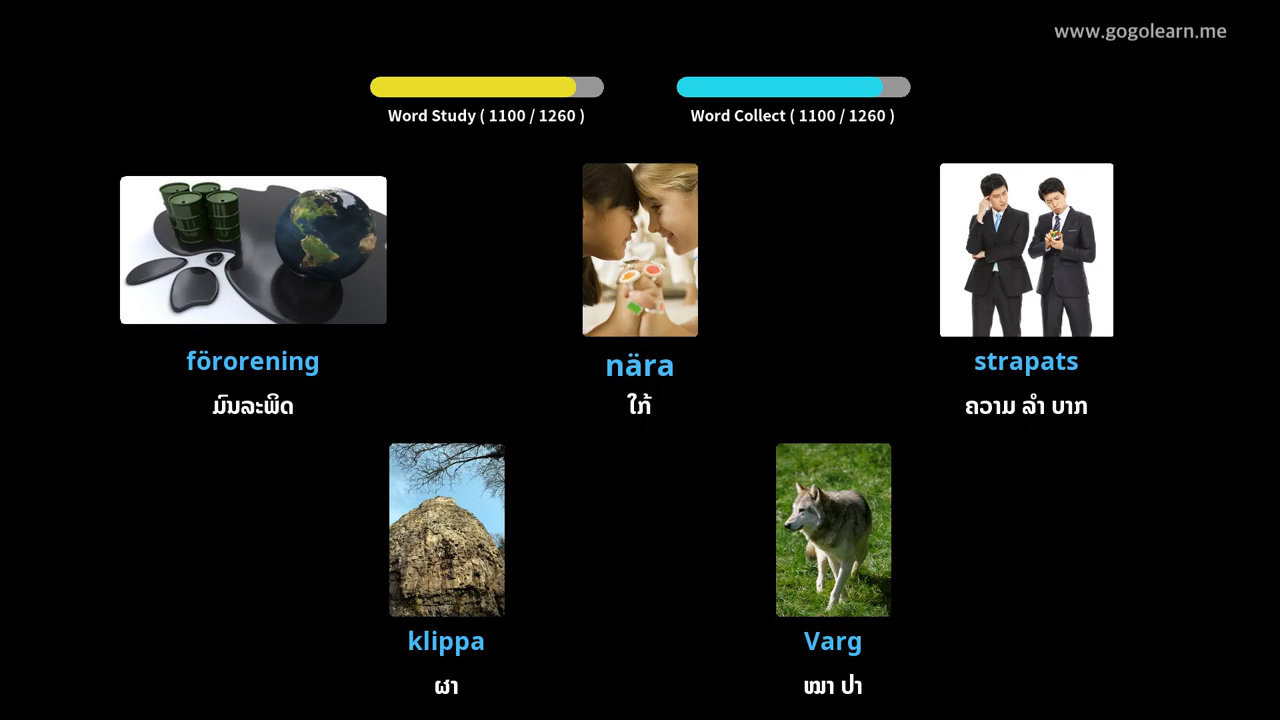 www.gogolearn.me
Word Study ( 1100 / 1260 )
Word Collect ( 1100 / 1260 )
förorening
nära
strapats
ມົນລະພິດ
ໃກ້
ຄວາມ ລຳ ບາກ
klippa
Varg
ຜາ
ໝາ ປາ